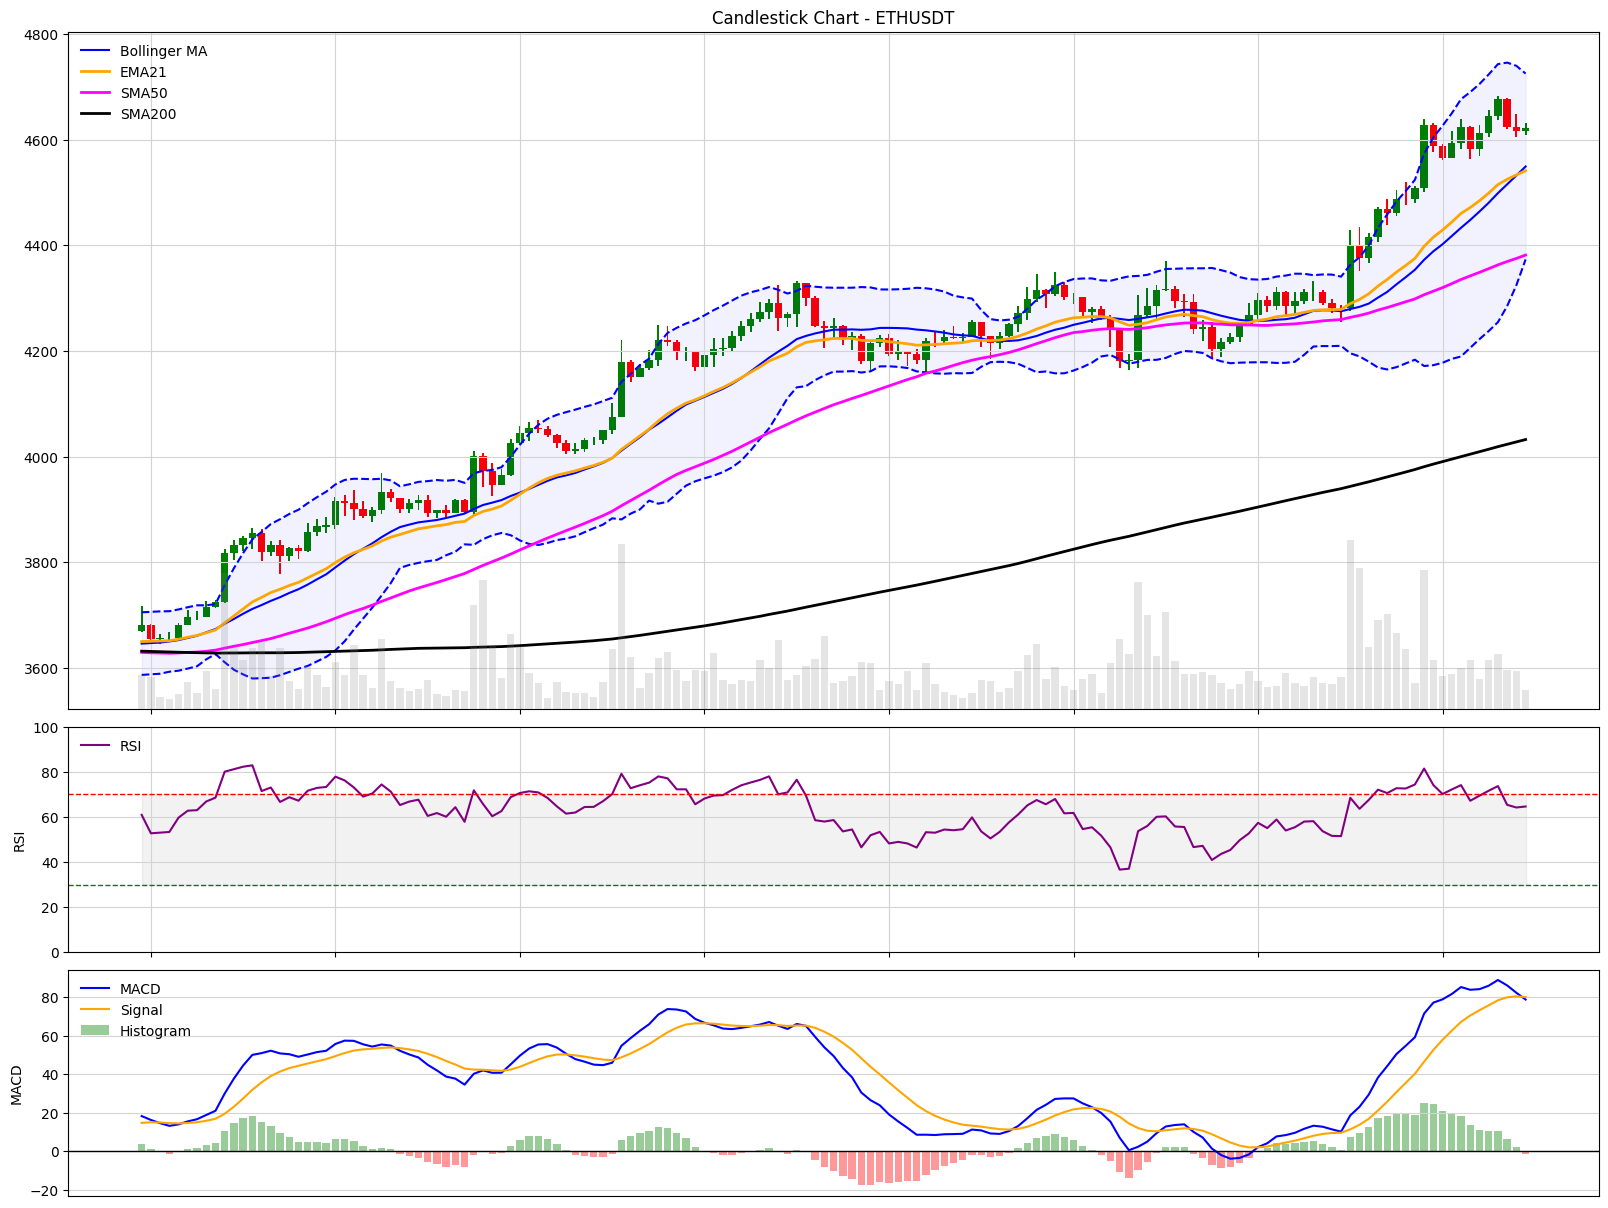 Candlestick Chart - ETHUSDT
4800
4600
4400
4200
4000
3800
3600
Bollinger MA
EMA21
SMA50
SMA200
100
80
60
40
20
0
RSI
RSI
80
60
40
20
0
−20
MACD
MACD
Signal
Histogram